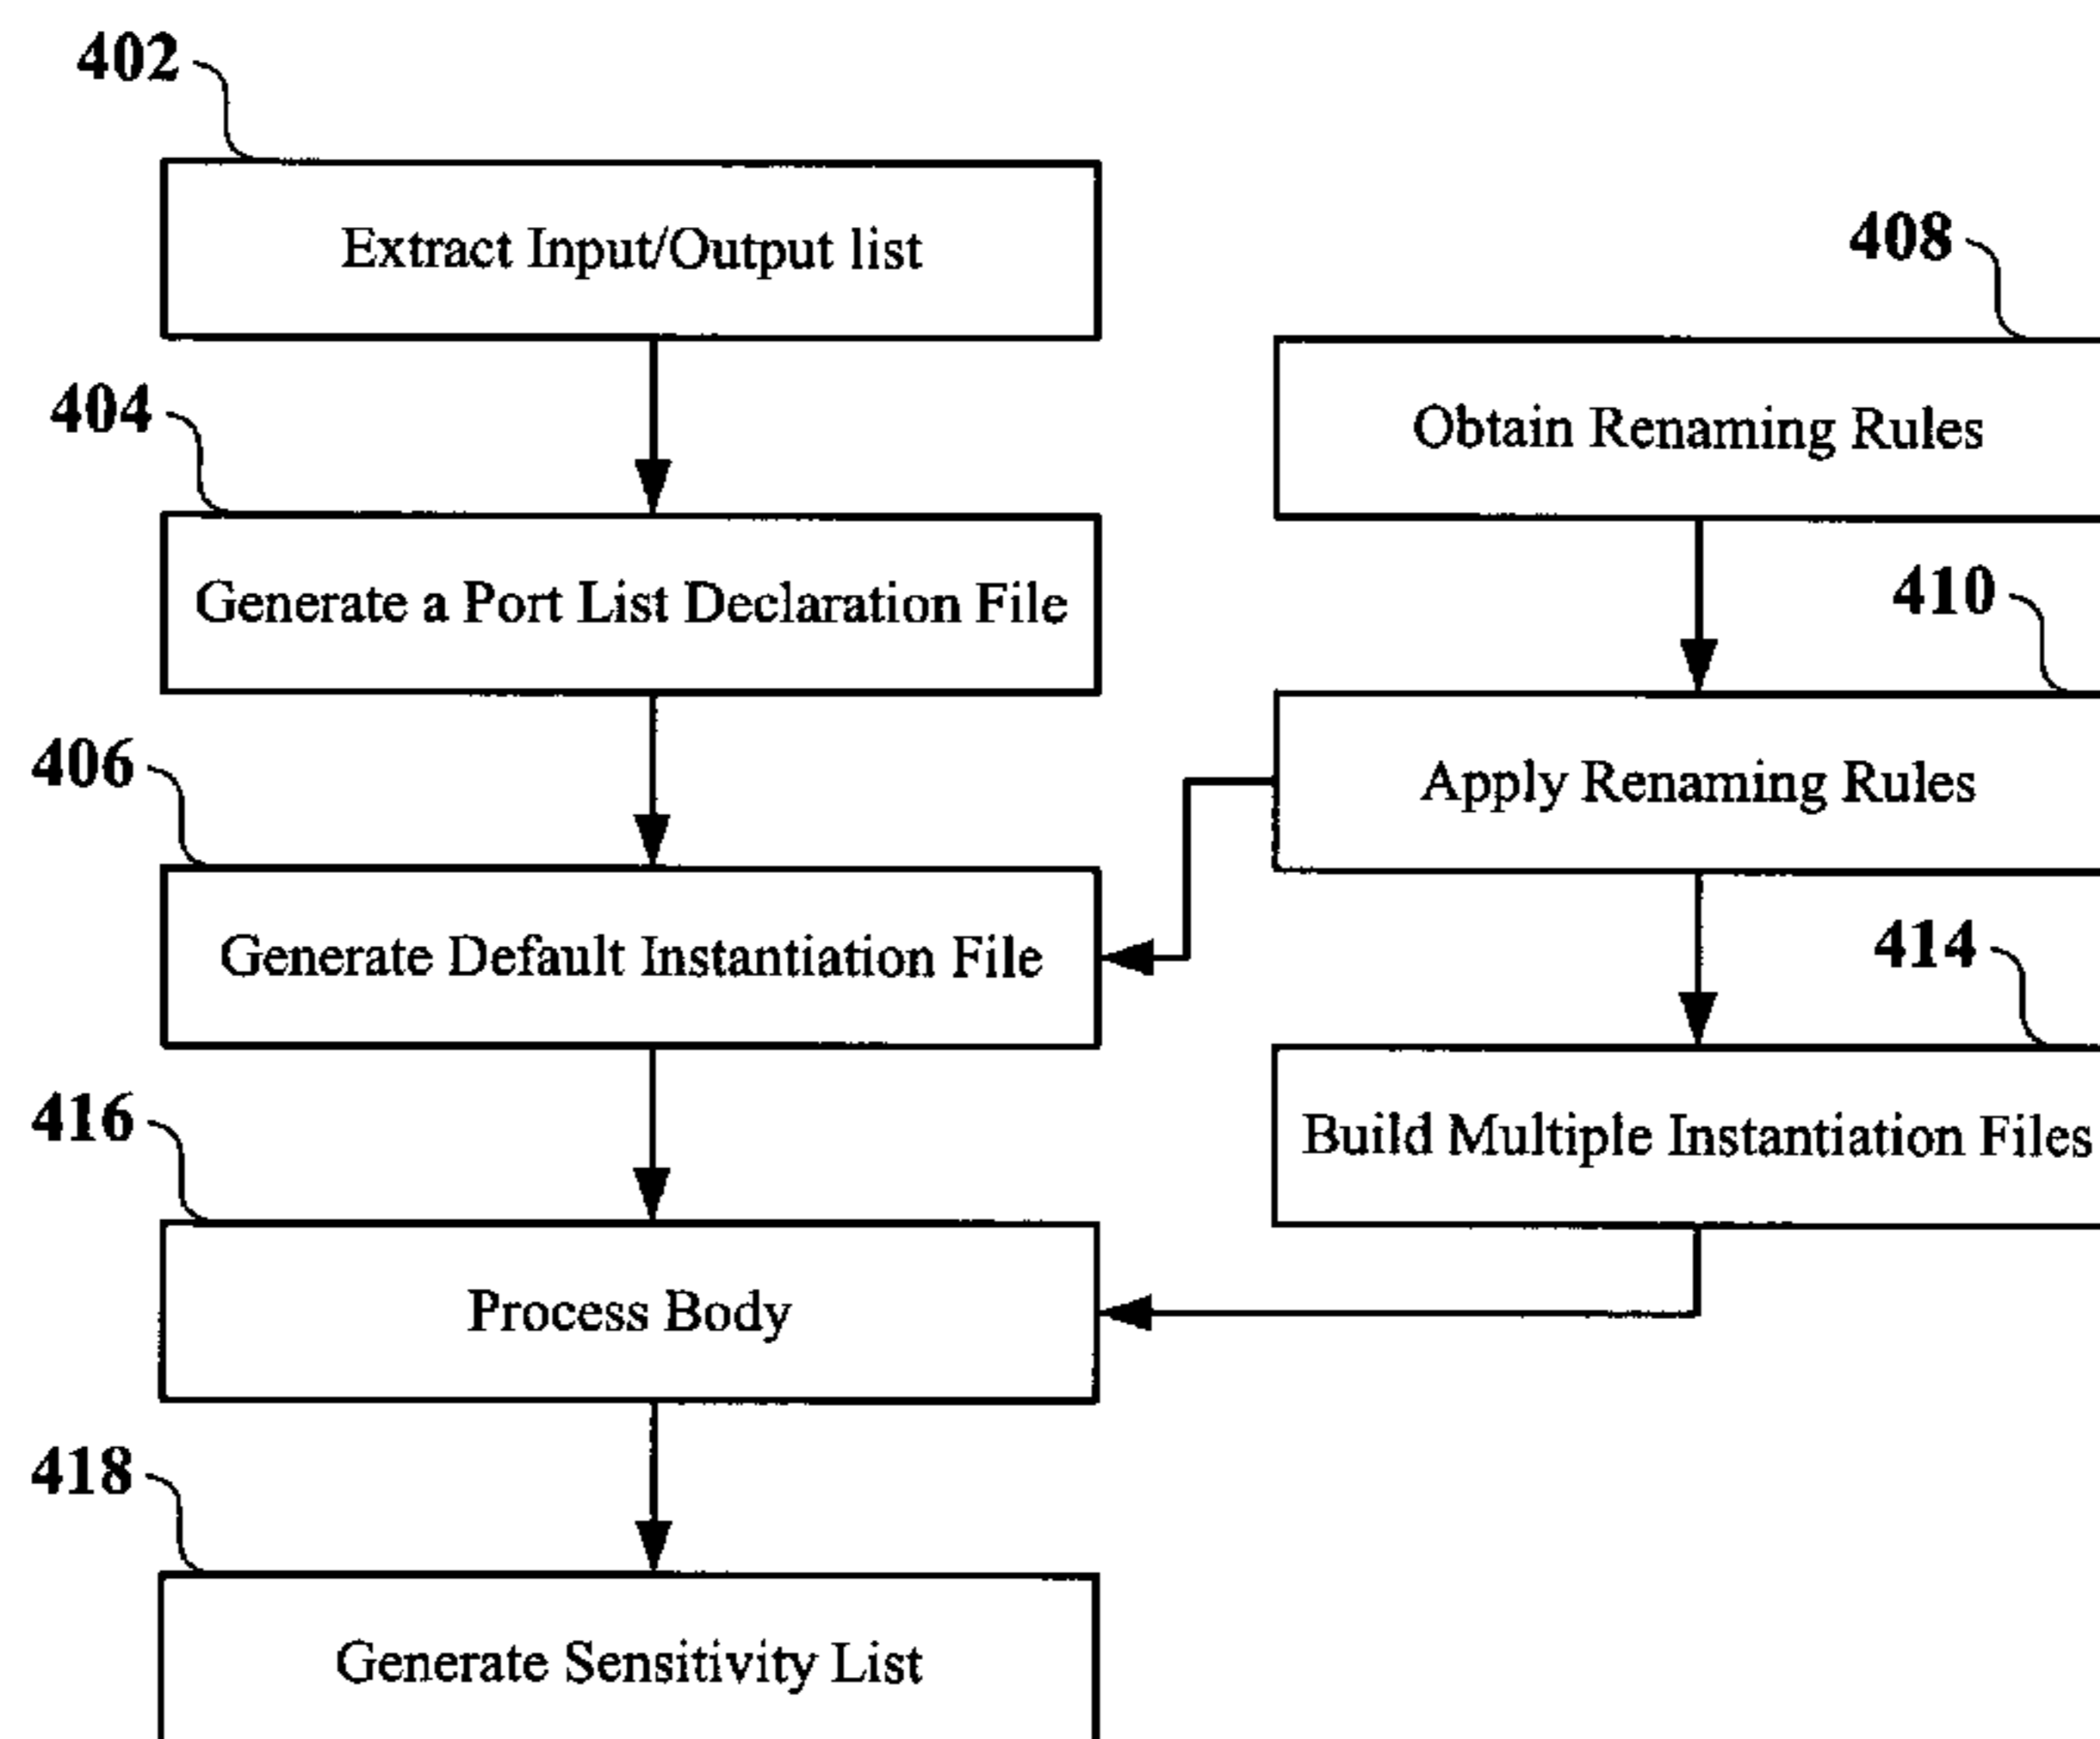 402
Extract Input/Output list
408
Obtain Renaming Rules
404
Generate a Port List Declaration File
410
Apply Renaming Rules
406
Generate Default Instantiation File
414
Build Multiple Instantiation Files
416
Process Body
418
Generate Sensitivity List